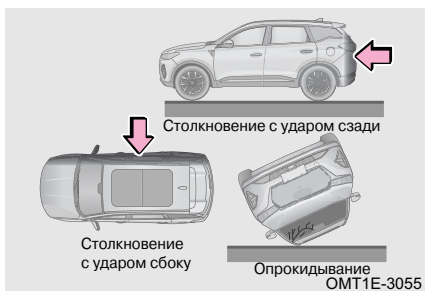 Столкновение с ударом сзади
Столкновение
с ударом сбоку
Опрокидывание
OMT1E-3055